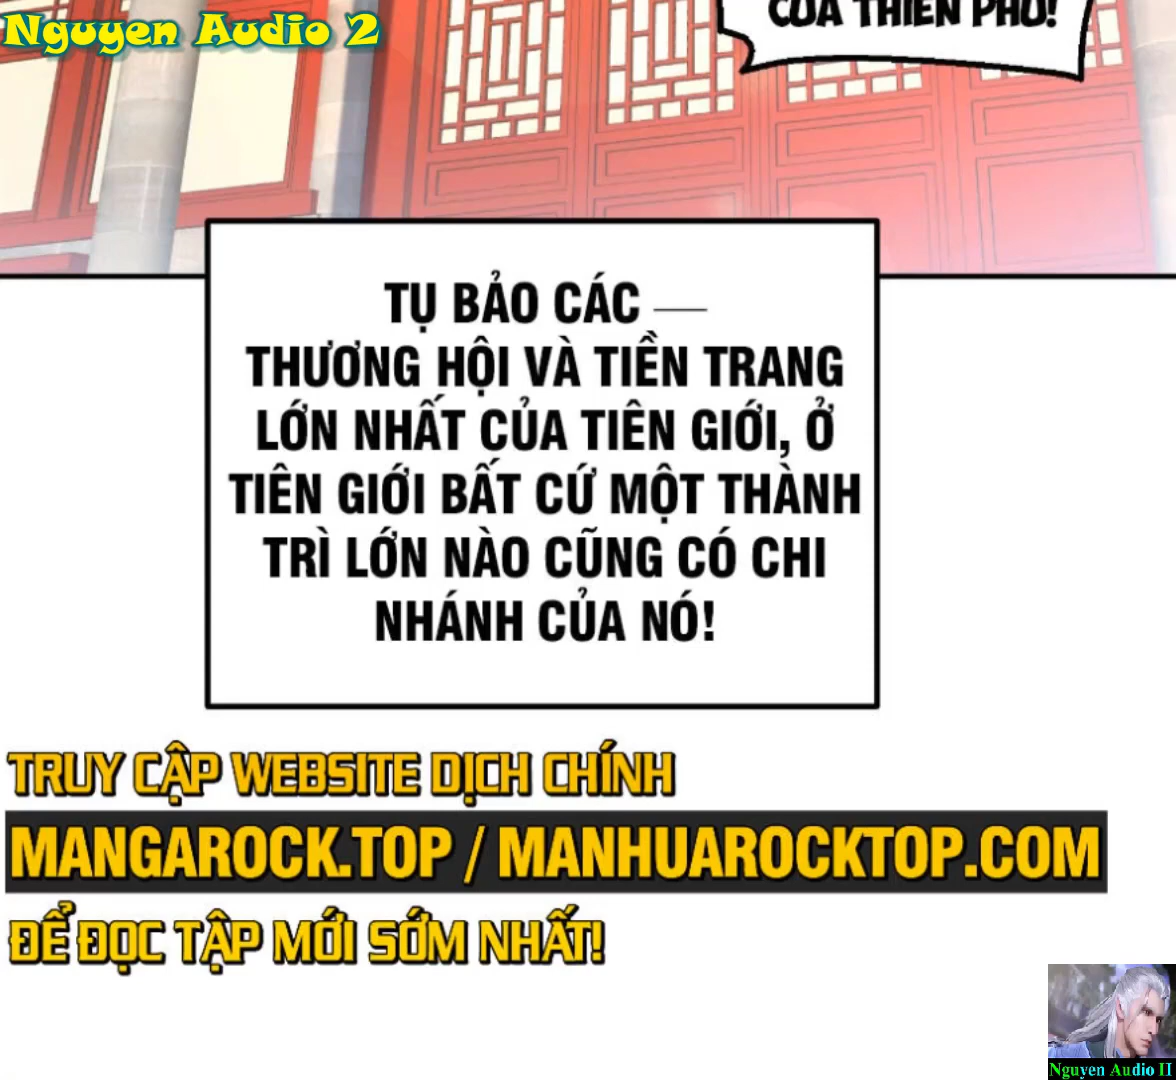 CỦA THIÊN PHỦ!
Nguyen Audio 2
TỤ BẢO CÁC —
THƯƠNG HỘI VÀ TIỀN TRANG
LỚN NHẤT CỦA TIÊN GIỚI, Ở
TIÊN GIỚI BẤT CỨ MỘT THÀNH
TRÌ LỚN NÀO CŨNG CÓ CHI
NHÁNH CỦA NÓ!
TRUY CẬP WEBSITE DỊCH CHÍNH
MANGAROCK.TOP / MANHUAROCKTOP.COM
ĐỂ ĐỌC TẬP MỚI SỚM NHẤT!
Nguyen Audio II